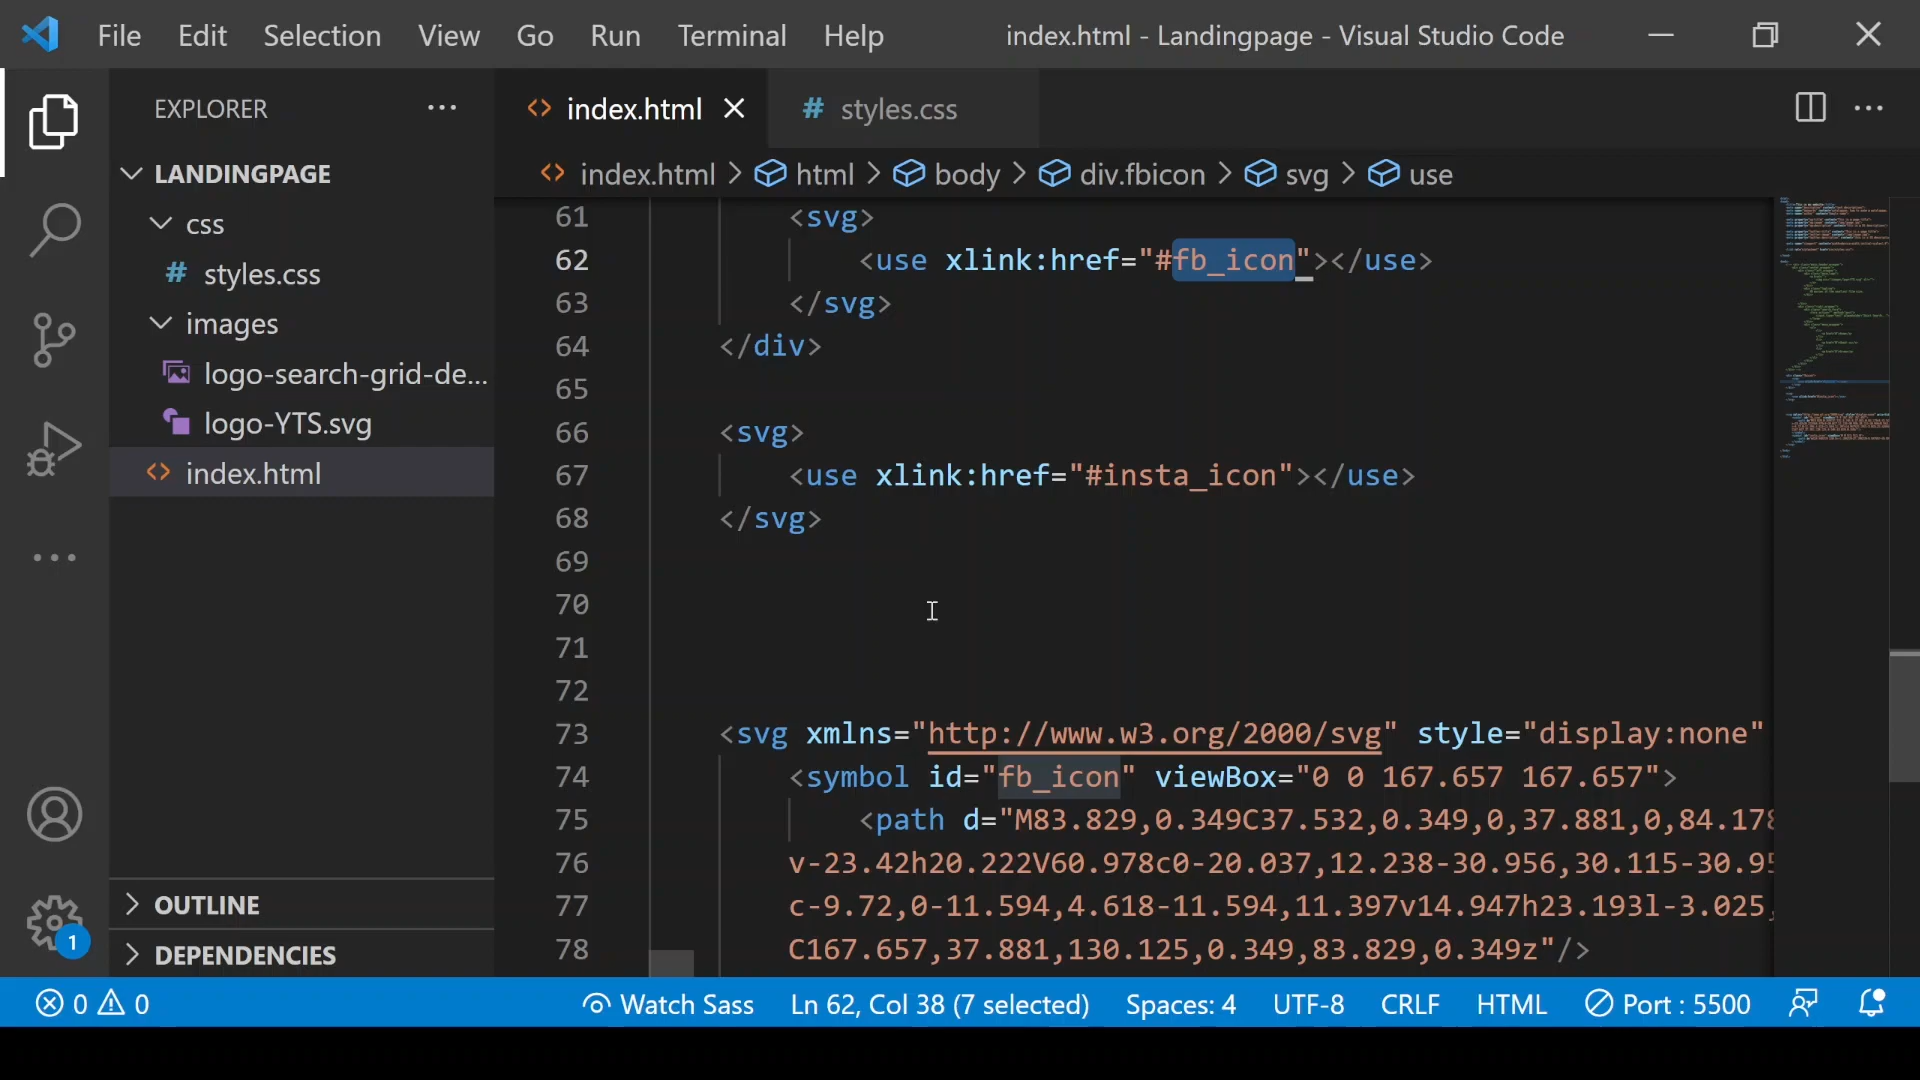 File Edit Selection View Go Run Terminal Help index.html - Landingpage - Visual Studio Code
EXPLORER
LANDINGPAGE
css
# styles.css
images
logo-search-grid-de...
logo-YTS.svg
<> index.html
OUTLINE
DEPENDENCIES
1
<> index.html # styles.css
<> index.html > html > body > div.fbicon > svg > use
61 <svg>
62 <use xlink:href="#fb_icon"></use>
63 </svg>
64 </div>
65
66 <svg>
67 <use xlink:href="#insta_icon"></use>
68 </svg>
69
70
71
72
73 <svg xmlns="http://www.w3.org/2000/svg" style="display:none"
74 <symbol id="fb_icon" viewBox="0 0 167.657 167.657">
75 <path d="M83.829,0.349C37.532,0.349,0,37.881,0,84.178
76 v-23.42h20.222V60.978c0-20.037,12.238-30.956,30.115-30.95
77 c-9.72,0-11.594,4.618-11.594,11.397v14.947h23.193l-3.025,
78 C167.657,37.881,130.125,0.349,83.829,0.349z"/>
0 0 Watch Sass Ln 62, Col 38 (7 selected) Spaces: 4 UTF-8 CRLF HTML Port : 5500